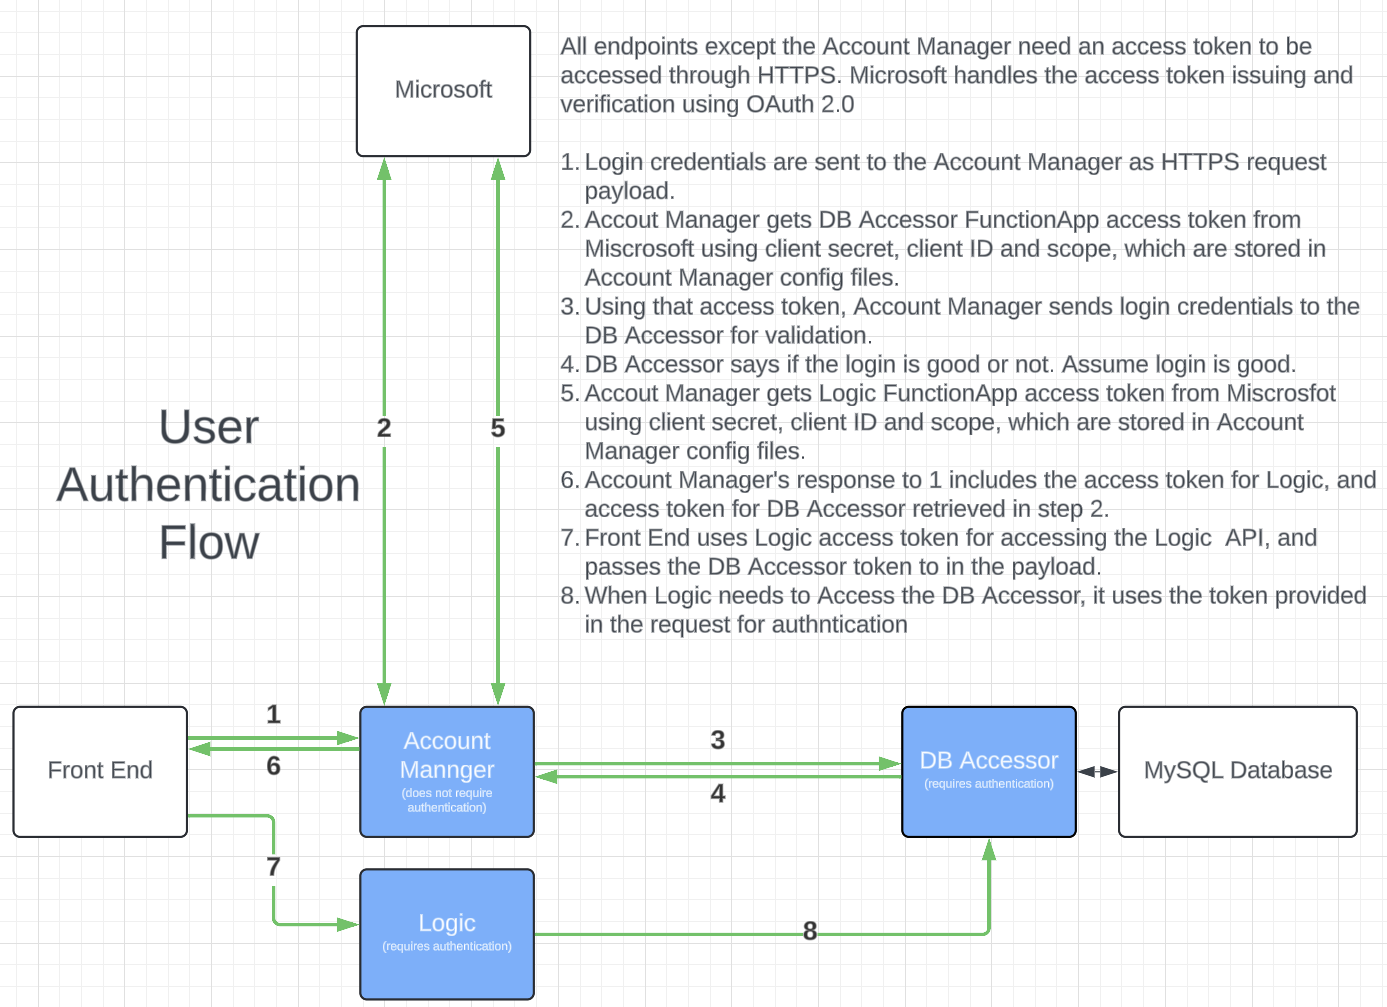 Microsoft
All endpoints except the Account Manager need an access token to be
accessed through HTTPS. Microsoft handles the access token issuing and
verification using OAuth 2.0
1. Login credentials are sent to the Account Manager as HTTPS request
payload.
2. Accout Manager gets DB Accessor FunctionApp access token from
Miscrosoft using client secret, client ID and scope, which are stored in
Account Manager config files.
3. Using that access token, Account Manager sends login credentials to the
DB Accessor for validation.
4. DB Accessor says if the login is good or not. Assume login is good.
5. Accout Manager gets Logic FunctionApp access token from Miscrosfot
using client secret, client ID and scope, which are stored in Account
Manager config files.
6. Account Manager's response to 1 includes the access token for Logic, and
access token for DB Accessor retrieved in step 2.
7. Front End uses Logic access token for accessing the Logic  API, and
passes the DB Accessor token to in the payload.
8. When Logic needs to Access the DB Accessor, it uses the token provided
in the request for authntication
User
Authentication
Flow
2
5
1
6
3
4
7
8
Front End
Account
Mannger
(does not require
authentication)
DB Accessor
(requires authentication)
MySQL Database
Logic
(requires authentication)